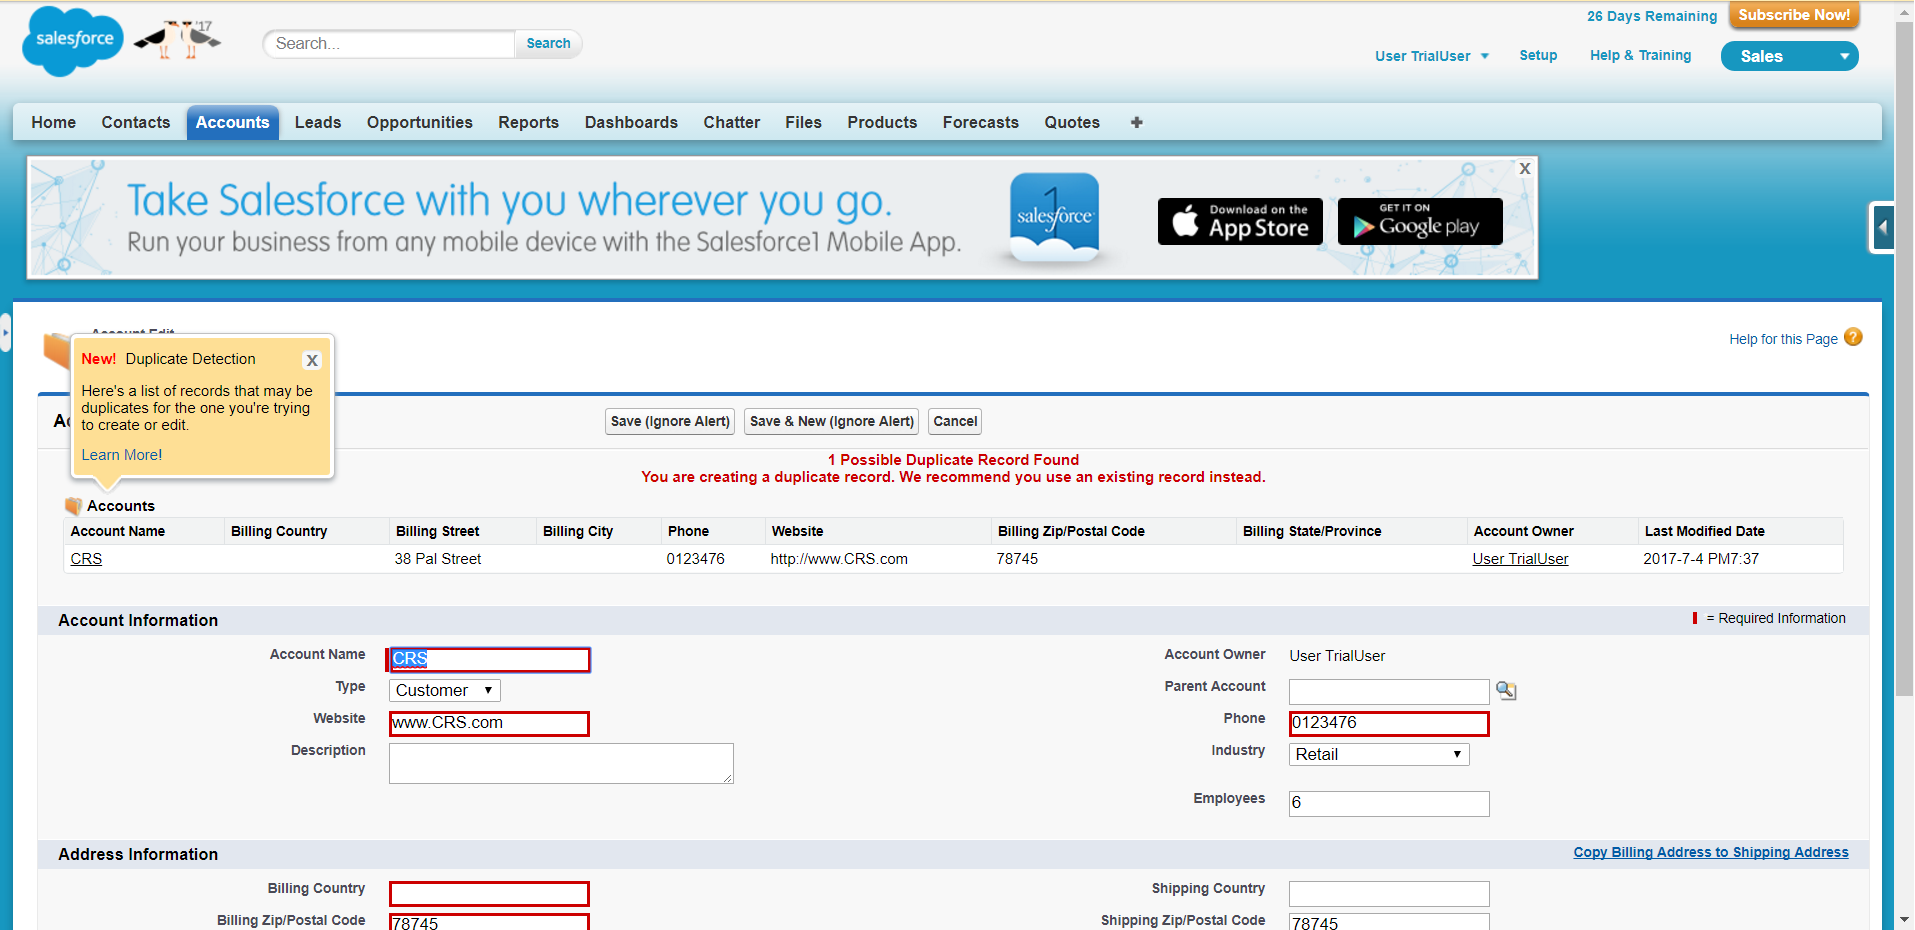 26 Days Remaining Subscribe Now!
salesforce '17 Search... Search
User TrialUser Setup Help & Training Sales
Home Contacts Accounts Leads Opportunities Reports Dashboards Chatter Files Products Forecasts Quotes +
X
Take Salesforce with you wherever you go.
Run your business from any mobile device with the Salesforce1 Mobile App.
1
salesforce
Download on the
App Store
GET IT ON
Google play
Account Edit
Help for this Page ?
New! Duplicate Detection X
Here's a list of records that may be
duplicates for the one you're trying
to create or edit.
Learn More!
Save (Ignore Alert) Save & New (Ignore Alert) Cancel
1 Possible Duplicate Record Found
You are creating a duplicate record. We recommend you use an existing record instead.
Accounts
Account Name Billing Country Billing Street Billing City Phone Website Billing Zip/Postal Code Billing State/Province Account Owner Last Modified Date
CRS 38 Pal Street 0123476 http://www.CRS.com 78745 User TrialUser 2017-7-4 PM7:37
Account Information = Required Information
Account Name CRS Account Owner User TrialUser
Type Customer Parent Account
Website www.CRS.com Phone 0123476
Description Industry Retail
Employees 6
Address Information Copy Billing Address to Shipping Address
Billing Country Shipping Country
Billing Zip/Postal Code 78745 Shipping Zip/Postal Code 78745